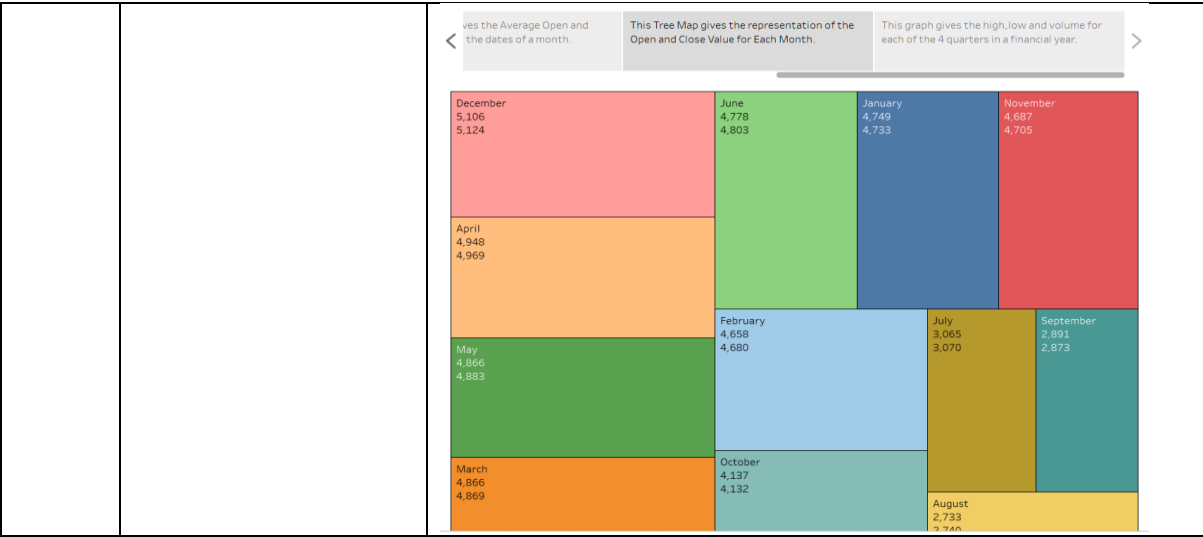 ves the Average Open and
the dates of a month.
This Tree Map gives the representation of the
Open and Close Value for Each Month.
This graph gives the high, low and volume for
each of the 4 quarters in a financial year.
December
5,106
5,124
April
4,948
4,969
May
4,866
4,883
March
4,866
4,869
June
4,778
4,803
January
4,749
4,733
November
4,687
4,705
February
4,658
4,680
October
4,137
4,132
July
3,065
3,070
September
2,891
2,873
August
2,733
2,740